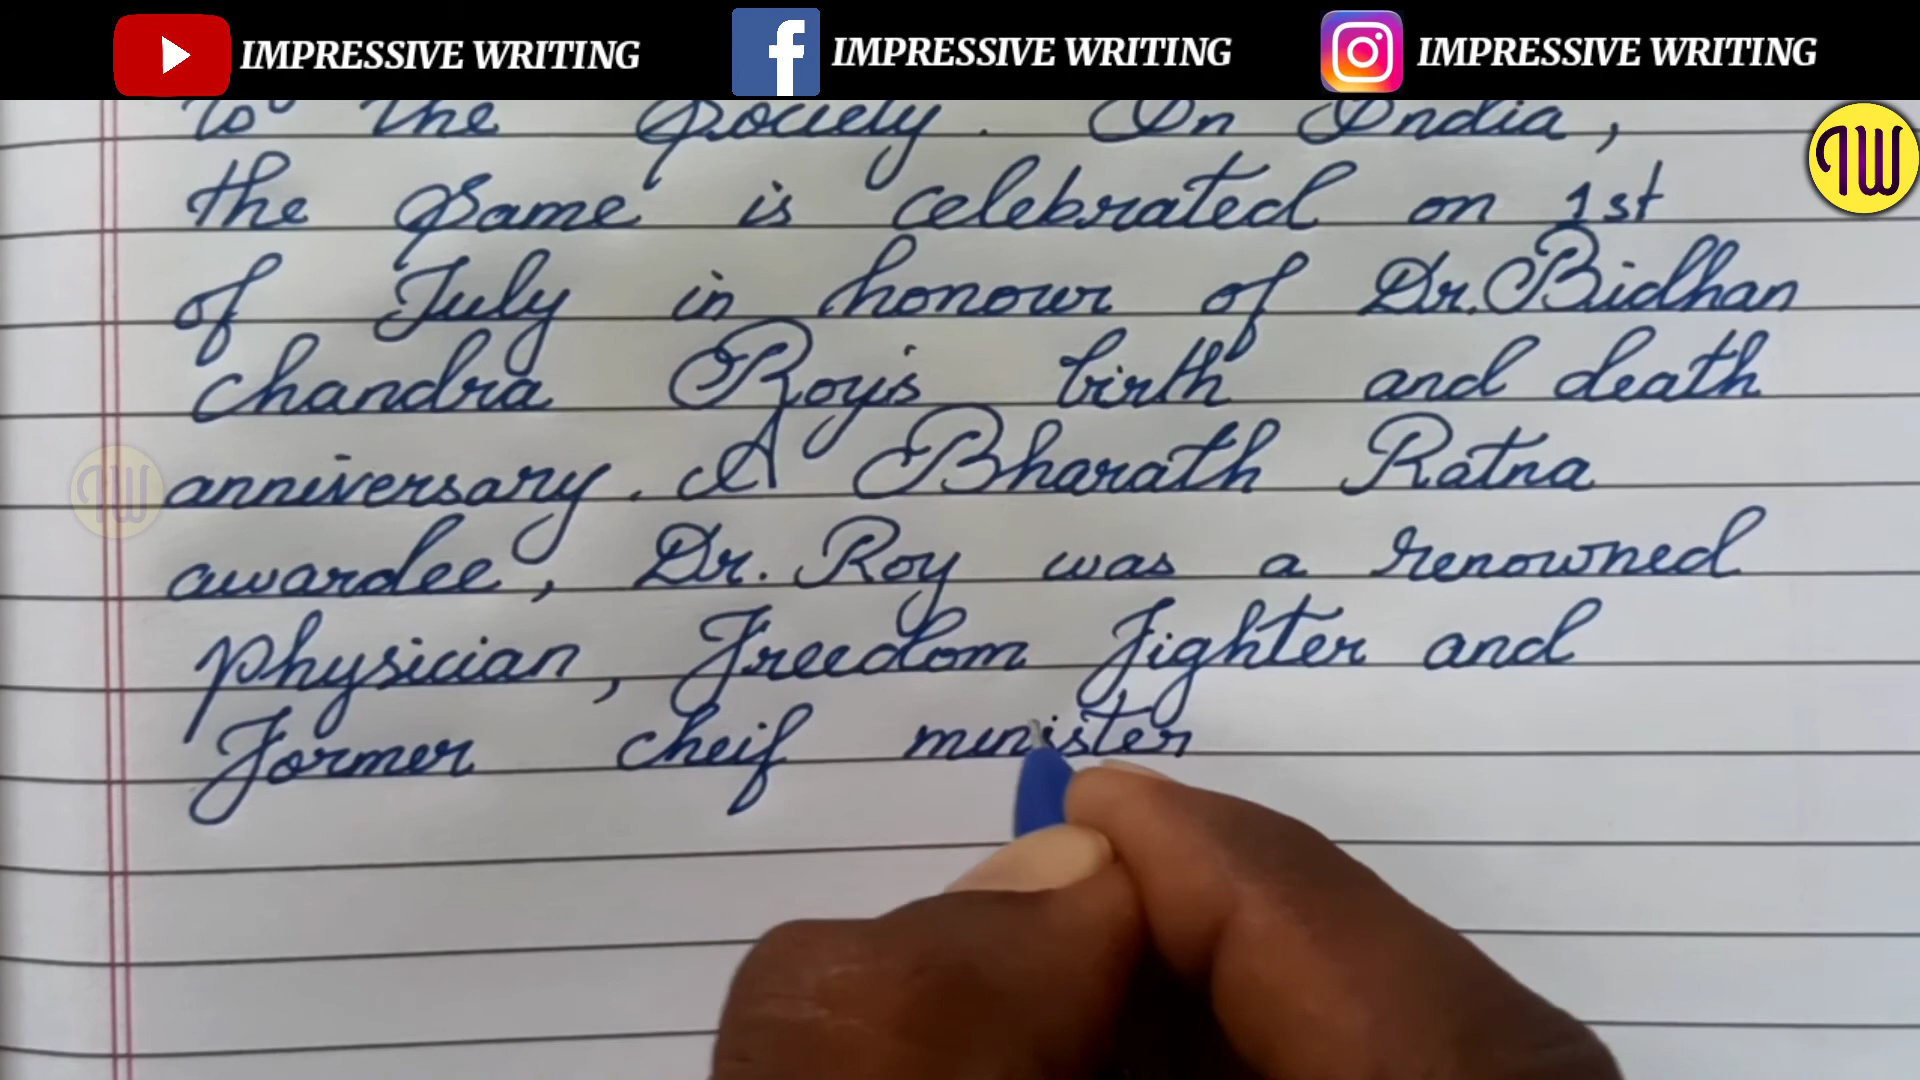 IMPRESSIVE WRITING IMPRESSIVE WRITING IMPRESSIVE WRITING
to the Society. In India,
IW
the Same is celebrated on 1st
of July in honour of Dr. Bidhan
chandra Roy's birth and death
anniversary. A Bharath Ratna
IW
awardee, Dr. Roy was a renowned
physician, Freedom Fighter and
Former cheif minister